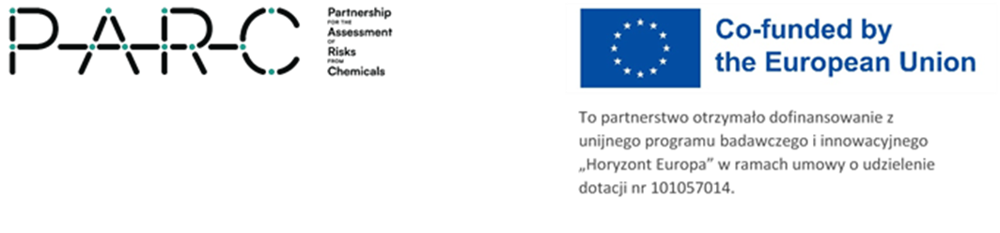 PARC
Partnership
FOR THE
Assessment
OF
Risks
FROM
Chemicals
Co-funded by
the European Union
To partnerstwo otrzymało dofinansowanie z
unijnego programu badawczego i innowacyjnego
„Horyzont Europa” w ramach umowy o udzielenie
dotacji nr 101057014.